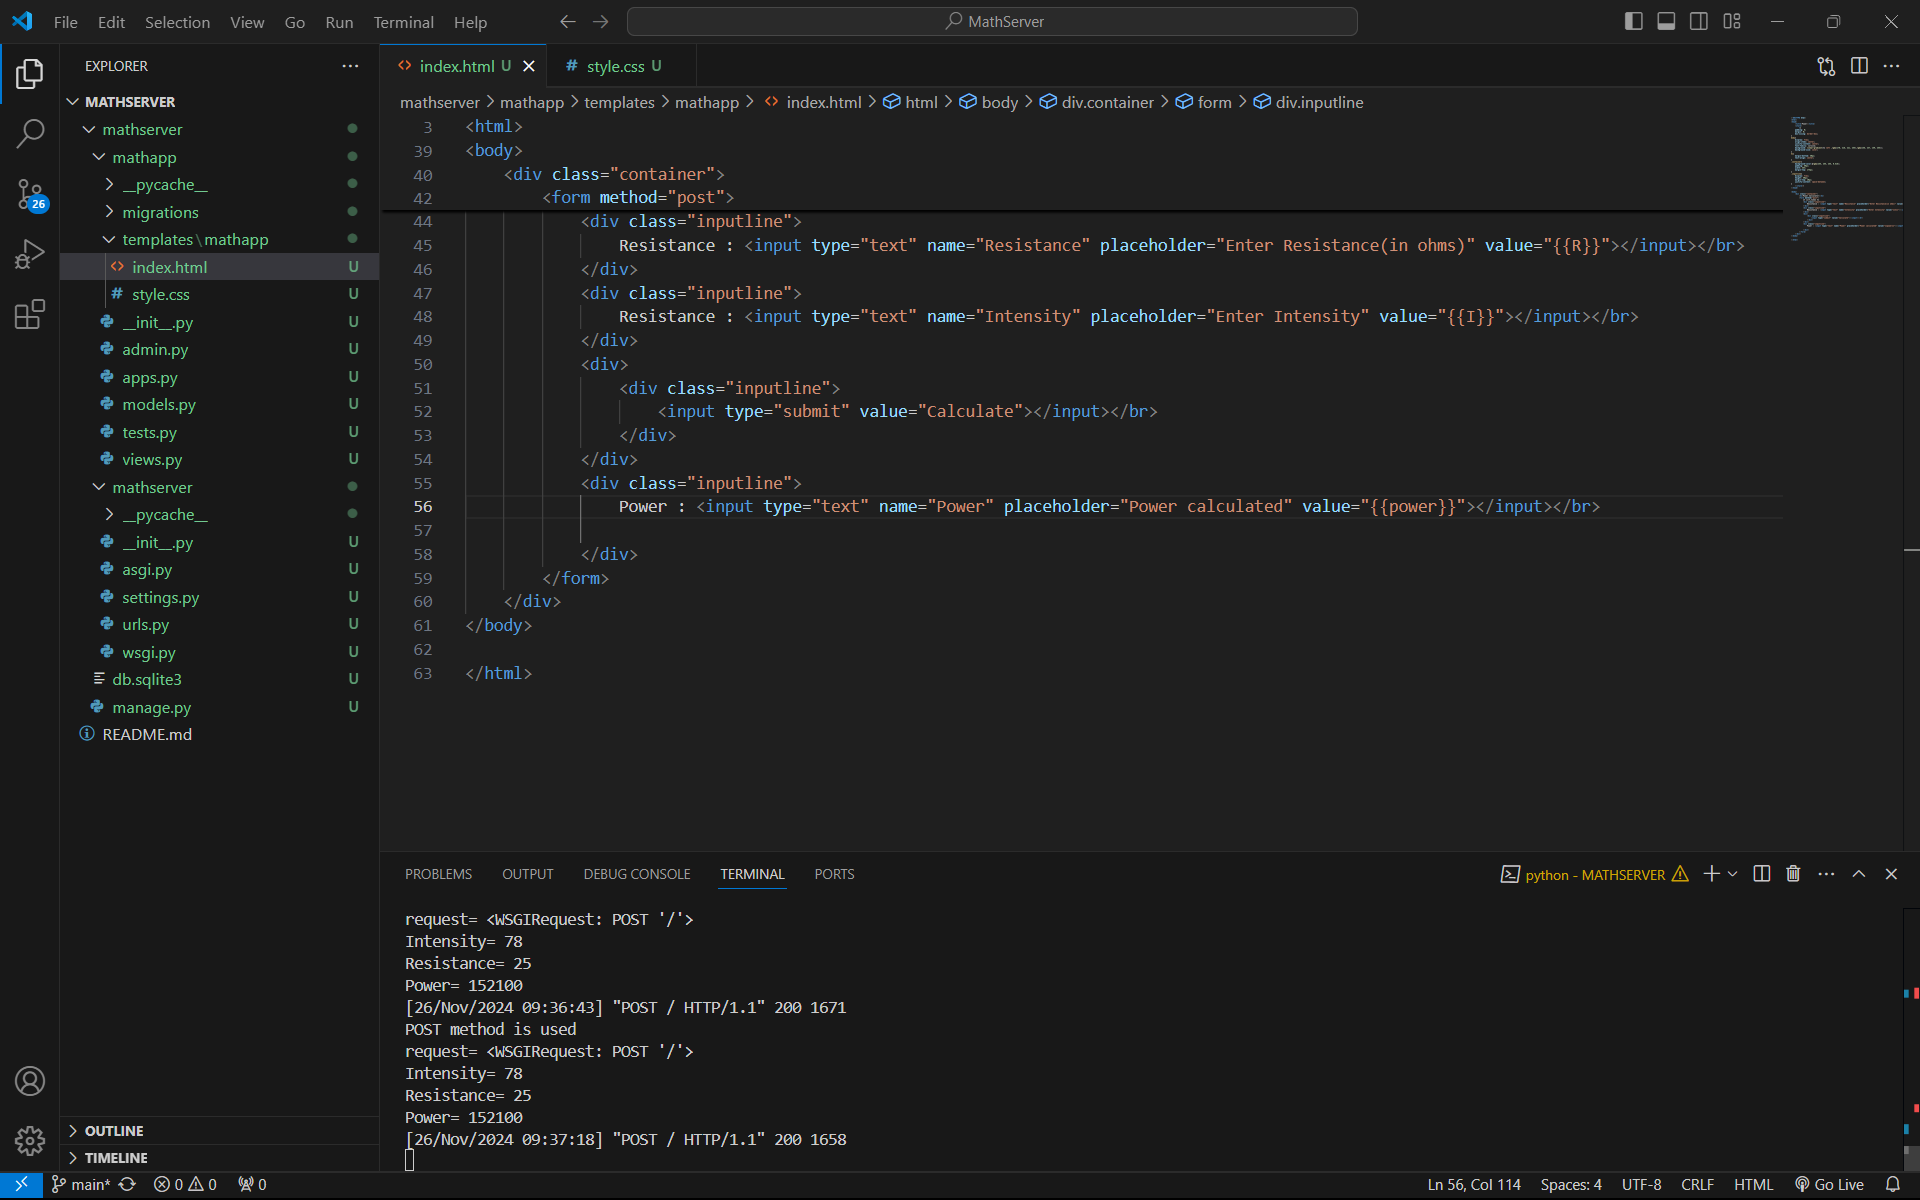 File Edit Selection View Go Run Terminal Help
MathServer
EXPLORER
MATHSERVER
mathserver
mathapp
__pycache__
migrations
templates\mathapp
index.html U
style.css U
__init__.py U
admin.py U
apps.py U
models.py U
tests.py U
views.py U
mathserver
__pycache__
__init__.py U
asgi.py U
settings.py U
urls.py U
wsgi.py U
db.sqlite3 U
manage.py U
README.md
OUTLINE
TIMELINE
26
index.html U
style.css U
mathserver > mathapp > templates > mathapp > index.html > html > body > div.container > form > div.inputline
3 <html>
39 <body>
40 <div class="container">
42 <form method="post">
44 <div class="inputline">
45 Resistance : <input type="text" name="Resistance" placeholder="Enter Resistance(in ohms)" value="{{R}}"></input></br>
46 </div>
47 <div class="inputline">
48 Resistance : <input type="text" name="Intensity" placeholder="Enter Intensity" value="{{I}}"></input></br>
49 </div>
50 <div>
51 <div class="inputline">
52 <input type="submit" value="Calculate"></input></br>
53 </div>
54 </div>
55 <div class="inputline">
56 Power : <input type="text" name="Power" placeholder="Power calculated" value="{{power}}"></input></br>
57
58 </div>
59 </form>
60 </div>
61 </body>
62
63 </html>
PROBLEMS OUTPUT DEBUG CONSOLE TERMINAL PORTS
python - MATHSERVER
request= <WSGIRequest: POST '/'>
Intensity= 78
Resistance= 25
Power= 152100
[26/Nov/2024 09:36:43] "POST / HTTP/1.1" 200 1671
POST method is used
request= <WSGIRequest: POST '/'>
Intensity= 78
Resistance= 25
Power= 152100
[26/Nov/2024 09:37:18] "POST / HTTP/1.1" 200 1658
main* 0 0 0
Ln 56, Col 114 Spaces: 4 UTF-8 CRLF HTML Go Live